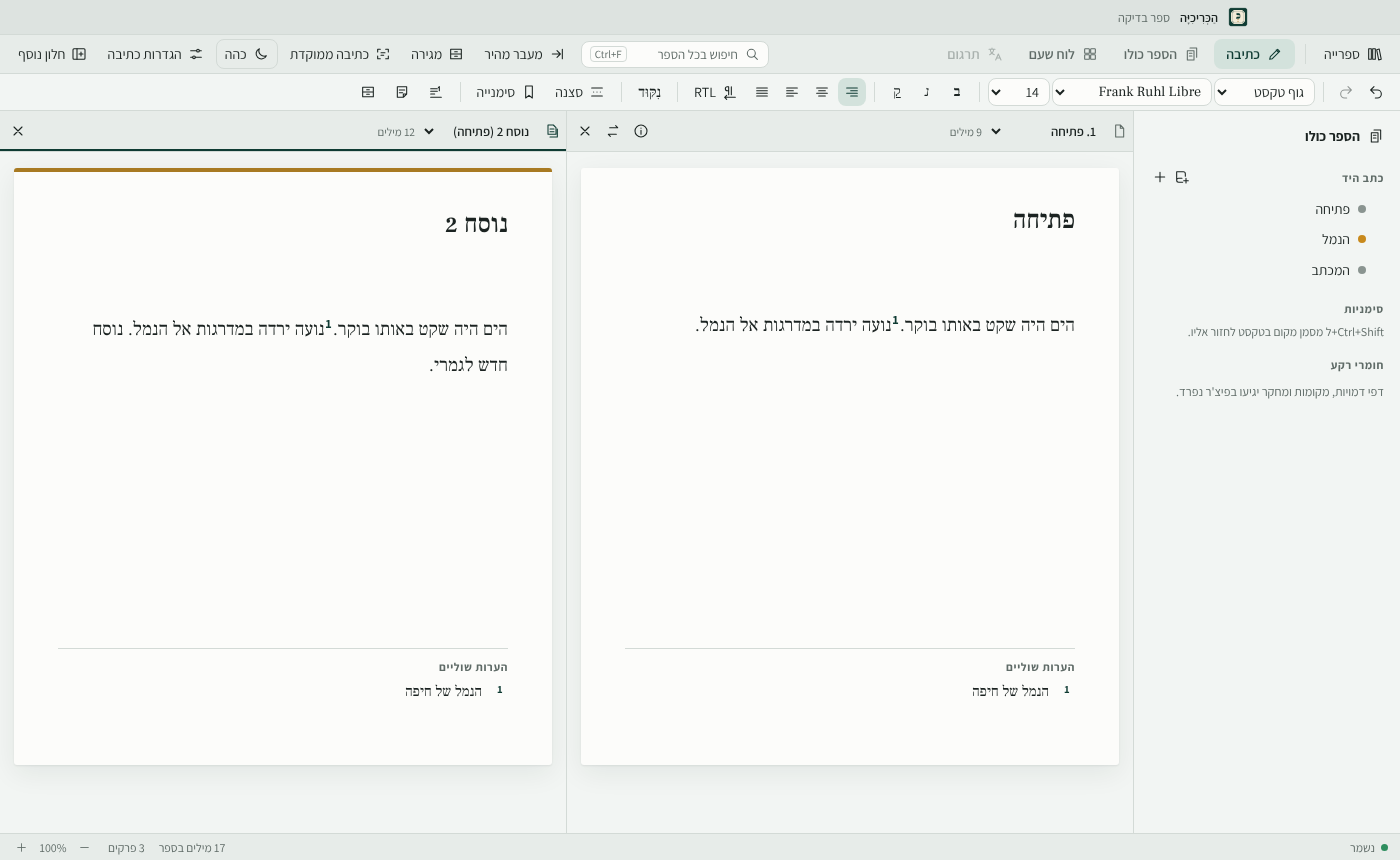 הַכְּרִיכִיָּה ספר בדיקה
ספרייה כתיבה הספר כולו לוח שעם תרגום חיפוש בכל הספר Ctrl+F מעבר מהיר מגירה כתיבה ממוקדת כהה הגדרות כתיבה חלון נוסף
גוף טקסט Frank Ruhl Libre 14 ב נ ק RTL נִקּוּד סצנה סימנייה
הספר כולו
כתב היד
פתיחה
הנמל
המכתב
סימניות
Ctrl+Shift+ל מסמן מקום בטקסט לחזור אליו.
חומרי רקע
דפי דמויות, מקומות ומחקר יגיעו בפיצ'ר נפרד.
1. פתיחה 9 מילים
פתיחה
הים היה שקט באותו בוקר.1נועה ירדה במדרגות אל הנמל.
הערות שוליים
1 הנמל של חיפה
נוסח 2 (פתיחה) 12 מילים
נוסח 2
הים היה שקט באותו בוקר.1נועה ירדה במדרגות אל הנמל. נוסח
חדש לגמרי.
הערות שוליים
1 הנמל של חיפה
נשמר 17 מילים בספר 3 פרקים − 100% +